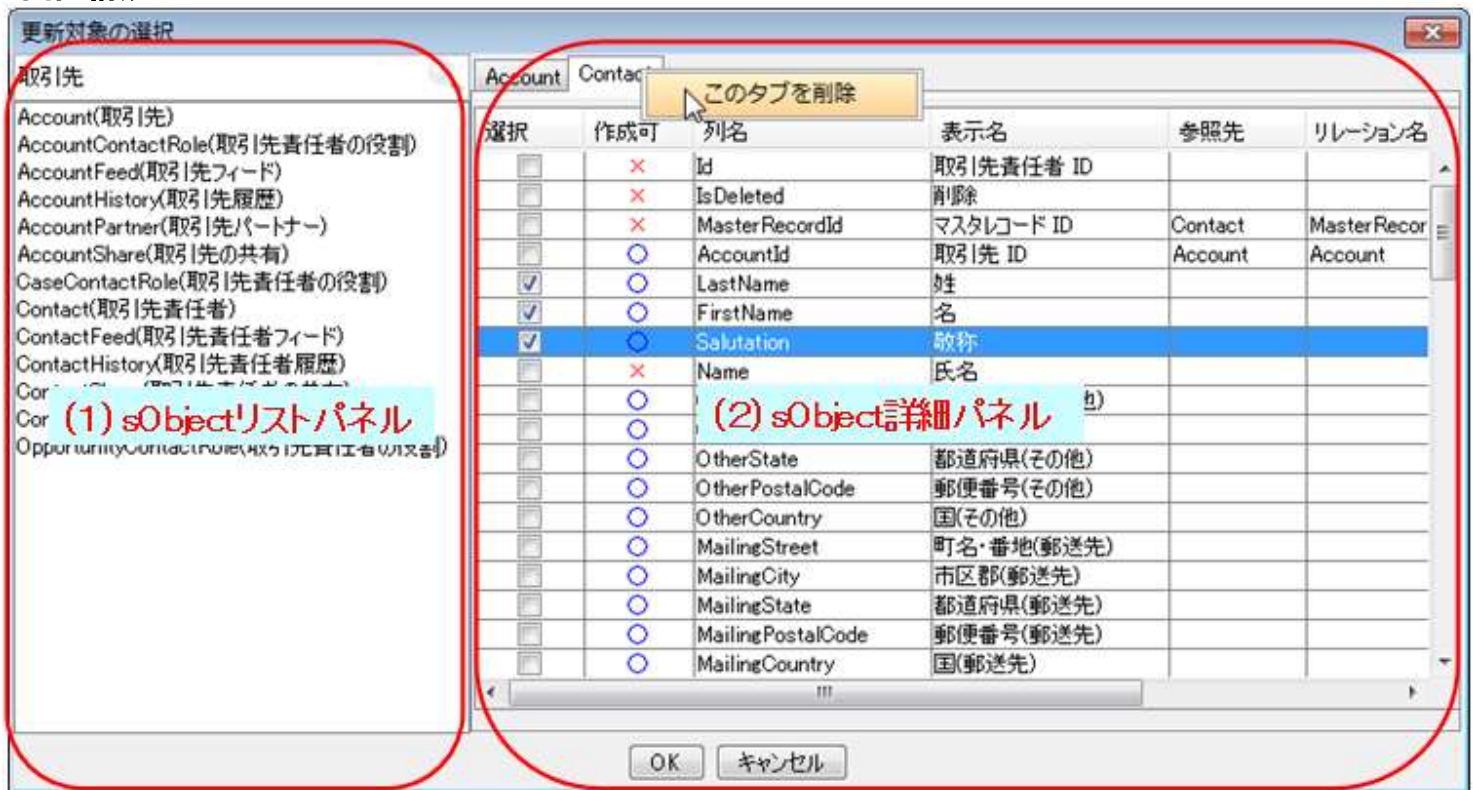 更新対象の選択
取引先
Account(取引先)
AccountContactRole(取引先責任者の役割)
AccountFeed(取引先フィード)
AccountHistory(取引先履歴)
AccountPartner(取引先パートナー)
AccountShare(取引先の共有)
CaseContactRole(取引先責任者の役割)
Contact(取引先責任者)
ContactFeed(取引先責任者フィード)
ContactHistory(取引先責任者履歴)
(1) sObjectリストパネル
OpportunityContactRole(取引先責任者の役割)
Account Contact
このタブを削除
選択 作成可 列名 表示名 参照先 リレーション名
× Id 取引先責任者 ID
× IsDeleted 削除
× MasterRecordId マスタレコード ID Contact MasterRecor
○ AccountId 取引先 ID Account Account
○ LastName 姓
○ FirstName 名
○ Salutation 敬称
× Name 氏名
(2) sObject詳細パネル
○ OtherState 都道府県(その他)
○ OtherPostalCode 郵便番号(その他)
○ OtherCountry 国(その他)
○ MailingStreet 町名・番地(郵送先)
○ MailingCity 市区郡(郵送先)
○ MailingState 都道府県(郵送先)
○ MailingPostalCode 郵便番号(郵送先)
○ MailingCountry 国(郵送先)
OK キャンセル